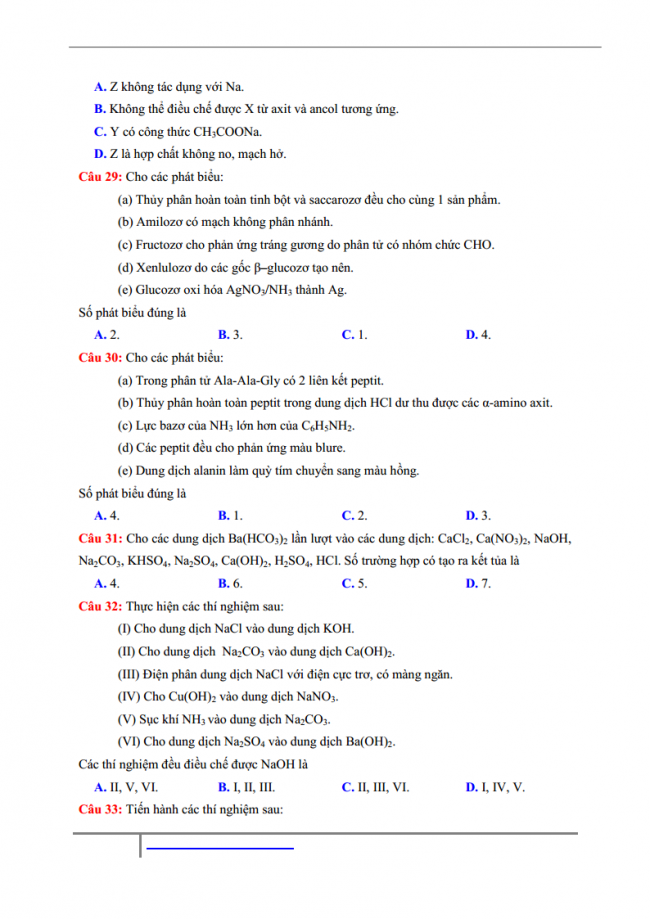 A. Z không tác dụng với Na.
B. Không thể điều chế được X từ axit và ancol tương ứng.
C. Y có công thức CH₃COONa.
D. Z là hợp chất không no, mạch hở.
Câu 29: Cho các phát biểu:
(a) Thủy phân hoàn toàn tinh bột và saccarozơ đều cho cùng 1 sản phẩm.
(b) Amilozơ có mạch không phân nhánh.
(c) Fructozơ cho phản ứng tráng gương do phân tử có nhóm chức CHO.
(d) Xenlulozơ do các gốc β–glucozơ tạo nên.
(e) Glucozơ oxi hóa AgNO₃/NH₃ thành Ag.
Số phát biểu đúng là
A. 2. B. 3. C. 1. D. 4.
Câu 30: Cho các phát biểu:
(a) Trong phân tử Ala-Ala-Gly có 2 liên kết peptit.
(b) Thủy phân hoàn toàn peptit trong dung dịch HCl dư thu được các α-amino axit.
(c) Lực bazơ của NH₃ lớn hơn của C₆H₅NH₂.
(d) Các peptit đều cho phản ứng màu blure.
(e) Dung dịch alanin làm quỳ tím chuyển sang màu hồng.
Số phát biểu đúng là
A. 4. B. 1. C. 2. D. 3.
Câu 31: Cho các dung dịch Ba(HCO₃)₂ lần lượt vào các dung dịch: CaCl₂, Ca(NO₃)₂, NaOH,
Na₂CO₃, KHSO₄, Na₂SO₄, Ca(OH)₂, H₂SO₄, HCl. Số trường hợp có tạo ra kết tủa là
A. 4. B. 6. C. 5. D. 7.
Câu 32: Thực hiện các thí nghiệm sau:
(I) Cho dung dịch NaCl vào dung dịch KOH.
(II) Cho dung dịch Na₂CO₃ vào dung dịch Ca(OH)₂.
(III) Điện phân dung dịch NaCl với điện cực trơ, có màng ngăn.
(IV) Cho Cu(OH)₂ vào dung dịch NaNO₃.
(V) Sục khí NH₃ vào dung dịch Na₂CO₃.
(VI) Cho dung dịch Na₂SO₄ vào dung dịch Ba(OH)₂.
Các thí nghiệm đều điều chế được NaOH là
A. II, V, VI. B. I, II, III. C. II, III, VI. D. I, IV, V.
Câu 33: Tiến hành các thí nghiệm sau: